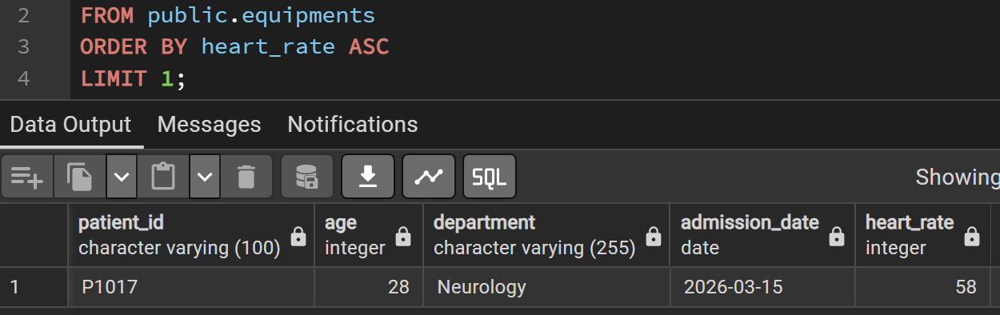 2 FROM public.equipments
3 ORDER BY heart_rate ASC
4 LIMIT 1;
Data Output Messages Notifications
SQL Showing
patient_id age department admission_date heart_rate
character varying (100) integer character varying (255) date integer
1 P1017 28 Neurology 2026-03-15 58